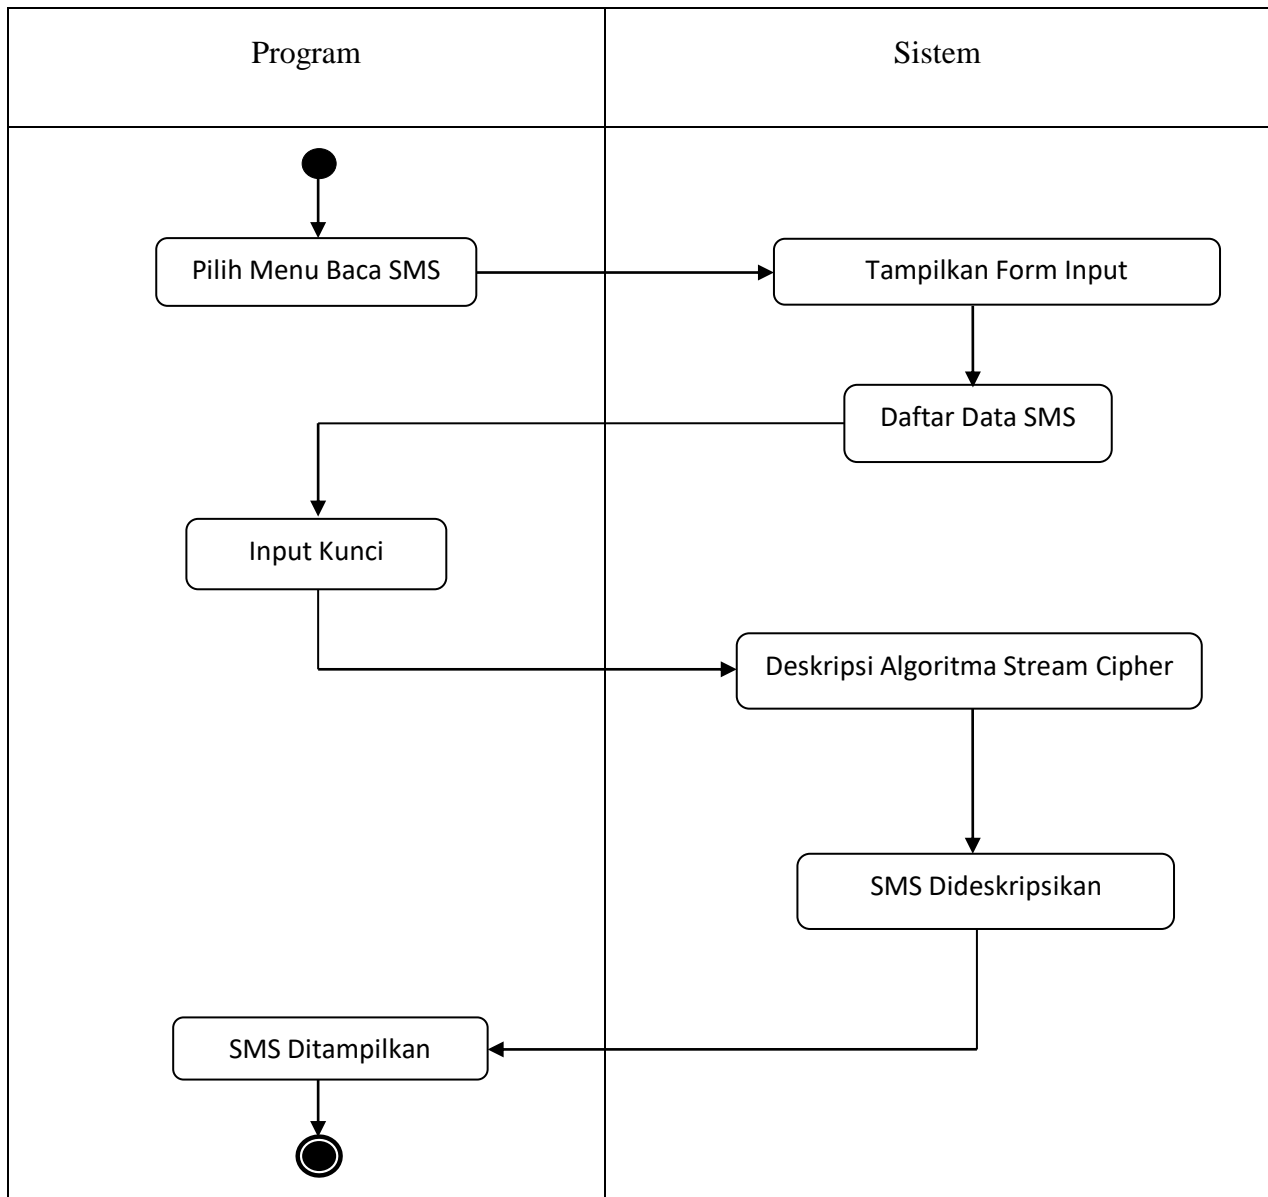 Program
Sistem
Pilih Menu Baca SMS
Tampilkan Form Input
Daftar Data SMS
Input Kunci
Deskripsi Algoritma Stream Cipher
SMS Dideskripsikan
SMS Ditampilkan